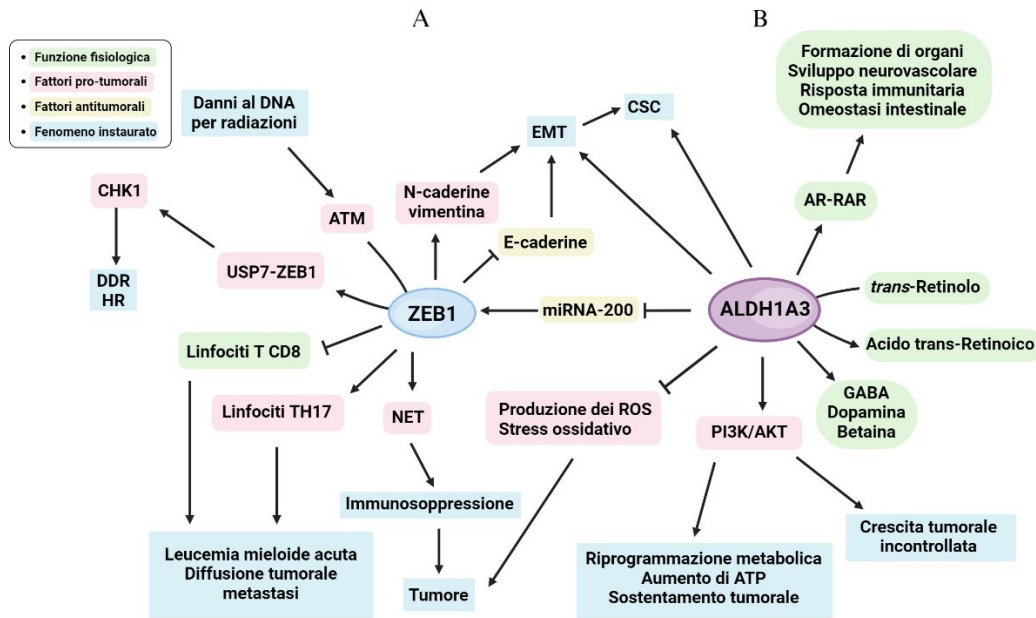 A
B
• Funzione fisiologica
• Fattori pro-tumorali
• Fattori antitumorali
• Fenomeno instaurato
Danni al DNA
per radiazioni
CHK1
ATM
USP7-ZEB1
DDR
HR
N-caderine
vimentina
EMT
CSC
E-caderine
ZEB1
miRNA-200
ALDH1A3
Formazione di organi
Sviluppo neurovascolare
Risposta immunitaria
Omeostasi intestinale
AR-RAR
trans-Retinolo
Acido trans-Retinoico
GABA
Dopamina
Betaina
Linfociti T CD8
Linfociti TH17
NET
Produzione dei ROS
Stress ossidativo
PI3K/AKT
Immunosoppressione
Leucemia mieloide acuta
Diffusione tumorale
metastasi
Tumore
Riprogrammazione metabolica
Aumento di ATP
Sostentamento tumorale
Crescita tumorale
incontrollata